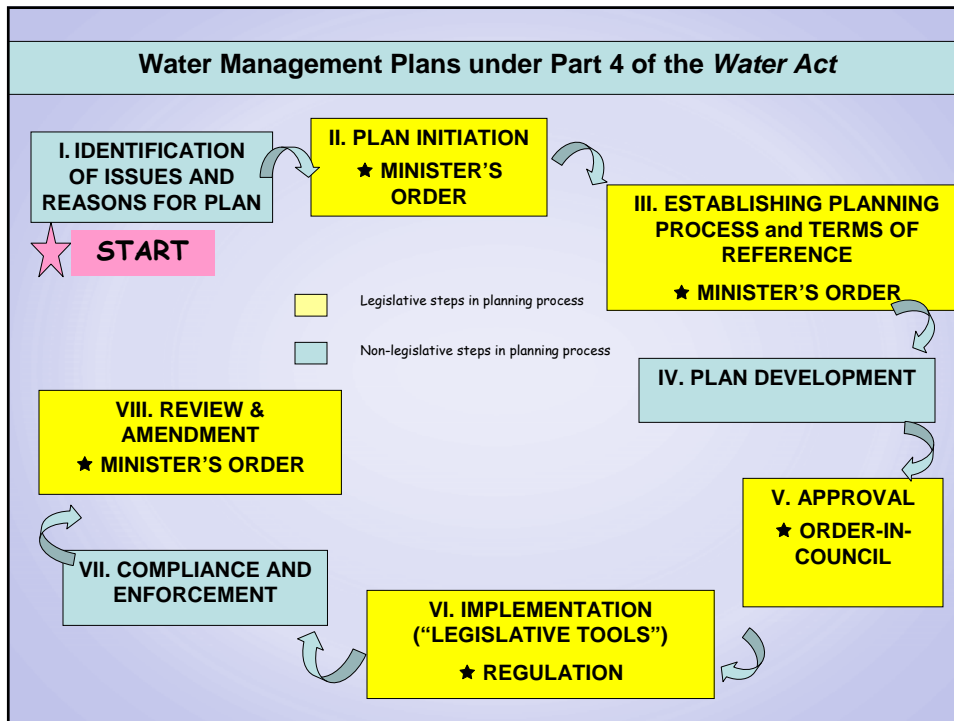 Water Management Plans under Part 4 of the Water Act
I. IDENTIFICATION
OF ISSUES AND
REASONS FOR PLAN
START
II. PLAN INITIATION
★ MINISTER'S
ORDER
III. ESTABLISHING PLANNING
PROCESS and TERMS OF
REFERENCE
★ MINISTER'S ORDER
Legislative steps in planning process
Non-legislative steps in planning process
IV. PLAN DEVELOPMENT
V. APPROVAL
★ ORDER-IN-
COUNCIL
VI. IMPLEMENTATION
("LEGISLATIVE TOOLS")
★ REGULATION
VII. COMPLIANCE AND
ENFORCEMENT
VIII. REVIEW &
AMENDMENT
★ MINISTER'S ORDER